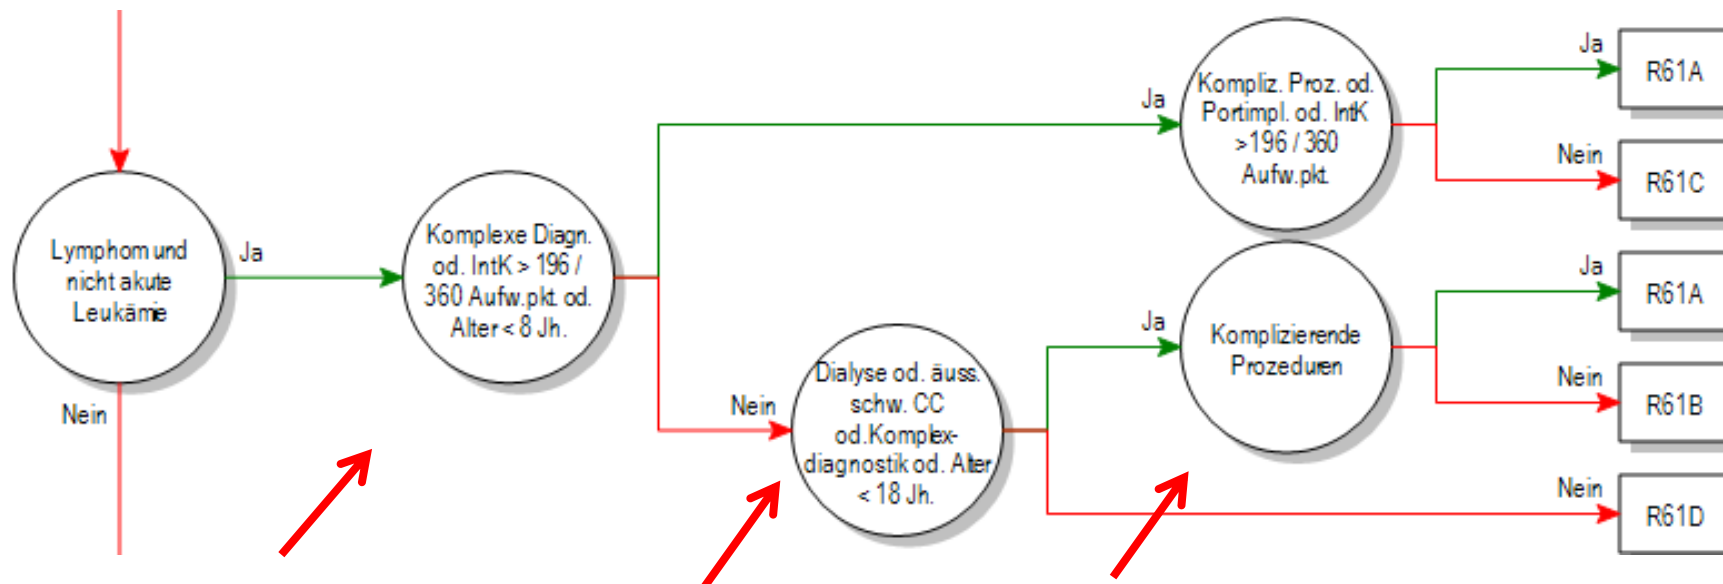 Lymphom und
nicht akute
Leukämie
Ja
Nein
Komplexe Diagn.
od. IntK > 196 /
360 Aufw.pkt. od.
Alter < 8 Jh.
Ja
Kompliz. Proz. od.
Portimpl. od. IntK
>196 / 360
Aufw.pkt.
Ja
R61A
Nein
R61C
Nein
Dialyse od. äuss.
schw. CC
od.Komplex-
diagnostik od. Alter
< 18 Jh.
Ja
Komplizierende
Prozeduren
Ja
R61A
Nein
R61B
Nein
R61D